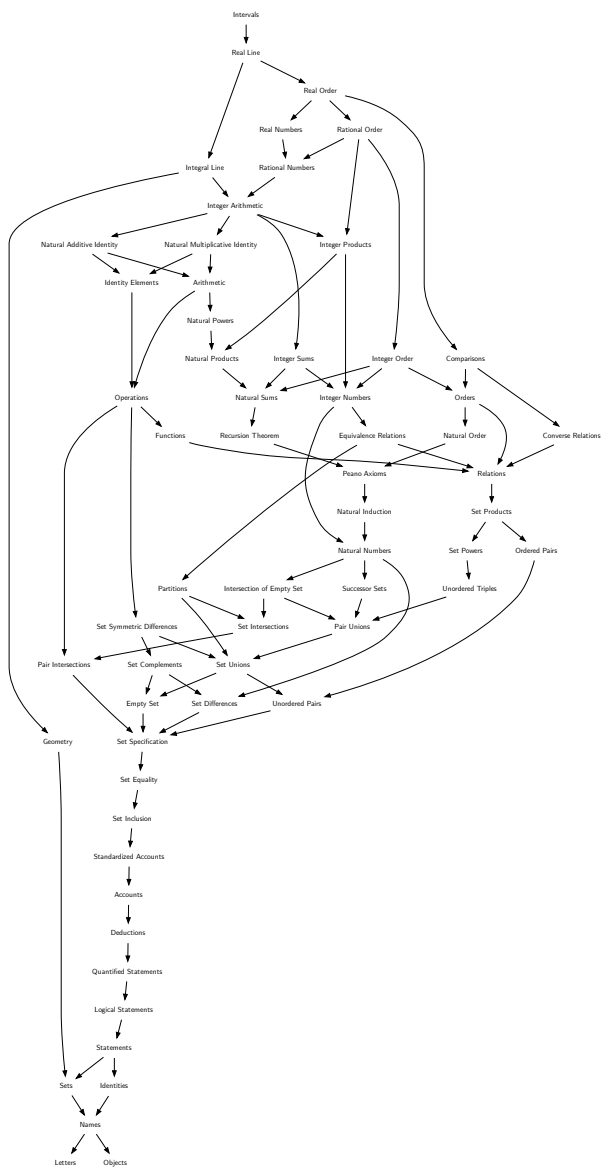 Intervals
Real Line
Real Order
Real Numbers
Rational Order
Integral Line
Rational Numbers
Integer Arithmetic
Natural Additive Identity
Natural Multiplicative Identity
Integer Products
Identity Elements
Arithmetic
Natural Powers
Natural Products
Integer Sums
Integer Order
Comparisons
Operations
Natural Sums
Integer Numbers
Orders
Functions
Recursion Theorem
Equivalence Relations
Natural Order
Converse Relations
Peano Axioms
Relations
Natural Induction
Set Products
Natural Numbers
Set Powers
Ordered Pairs
Partitions
Intersection of Empty Set
Successor Sets
Unordered Triples
Set Symmetric Differences
Set Intersections
Pair Unions
Pair Intersections
Set Complements
Set Unions
Empty Set
Set Differences
Unordered Pairs
Geometry
Set Specification
Set Equality
Set Inclusion
Standardized Accounts
Accounts
Deductions
Quantified Statements
Logical Statements
Statements
Sets
Identities
Names
Letters
Objects